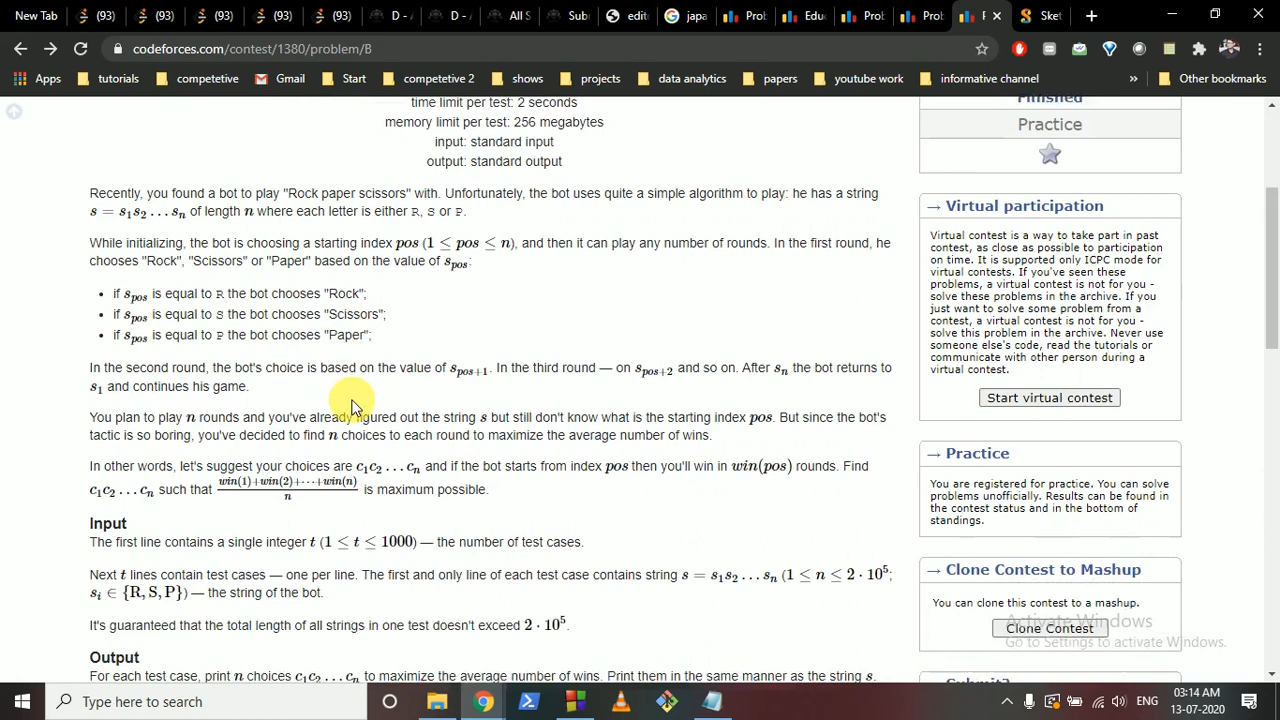 New Tab (93) (93) (93) (93) (93) D - D - All S Sub edit japa Prob Edu Prob Prob Sket
codeforces.com/contest/1380/problem/B
Apps tutorials competetive Gmail Start competetive 2 shows projects data analytics papers youtube work informative channel » Other bookmarks
time limit per test: 2 seconds
memory limit per test: 256 megabytes
input: standard input
output: standard output
Recently, you found a bot to play "Rock paper scissors" with. Unfortunately, the bot uses quite a simple algorithm to play: he has a string
s = s1s2 … sn of length n where each letter is either R, S or P.
While initializing, the bot is choosing a starting index pos (1 ≤ pos ≤ n), and then it can play any number of rounds. In the first round, he
chooses "Rock", "Scissors" or "Paper" based on the value of spos:
• if spos is equal to R the bot chooses "Rock";
• if spos is equal to S the bot chooses "Scissors";
• if spos is equal to P the bot chooses "Paper";
In the second round, the bot's choice is based on the value of spos+1. In the third round — on spos+2 and so on. After sn the bot returns to
s1 and continues his game.
You plan to play n rounds and you've already figured out the string s but still don't know what is the starting index pos. But since the bot's
tactic is so boring, you've decided to find n choices to each round to maximize the average number of wins.
In other words, let's suggest your choices are c1c2 … cn and if the bot starts from index pos then you'll win in win(pos) rounds. Find
c1c2 … cn such that win(1)+win(2)+⋯+win(n) / n is maximum possible.
Input
The first line contains a single integer t (1 ≤ t ≤ 1000) — the number of test cases.
Next t lines contain test cases — one per line. The first and only line of each test case contains string s = s1s2 … sn (1 ≤ n ≤ 2 · 10^5;
si ∈ {R, S, P}) — the string of the bot.
It's guaranteed that the total length of all strings in one test doesn't exceed 2 · 10^5.
Output
For each test case, print n choices c1c2 … cn to maximize the average number of wins. Print them in the same manner as the string s.
Finished
Practice
→ Virtual participation
Virtual contest is a way to take part in past
contest, as close as possible to participation
on time. It is supported only ICPC mode for
virtual contests. If you've seen these
problems, a virtual contest is not for you -
solve these problems in the archive. If you
just want to solve some problem from a
contest, a virtual contest is not for you -
solve this problem in the archive. Never use
someone else's code, read the tutorials or
communicate with other person during a
virtual contest.
Start virtual contest
→ Practice
You are registered for practice. You can solve
problems unofficially. Results can be found in
the contest status and in the bottom of
standings.
→ Clone Contest to Mashup
You can clone this contest to a mashup.
Clone Contest
Activate Windows
Go to Settings to activate Windows.
→ Submit?
Type here to search
ENG
03:14 AM
13-07-2020